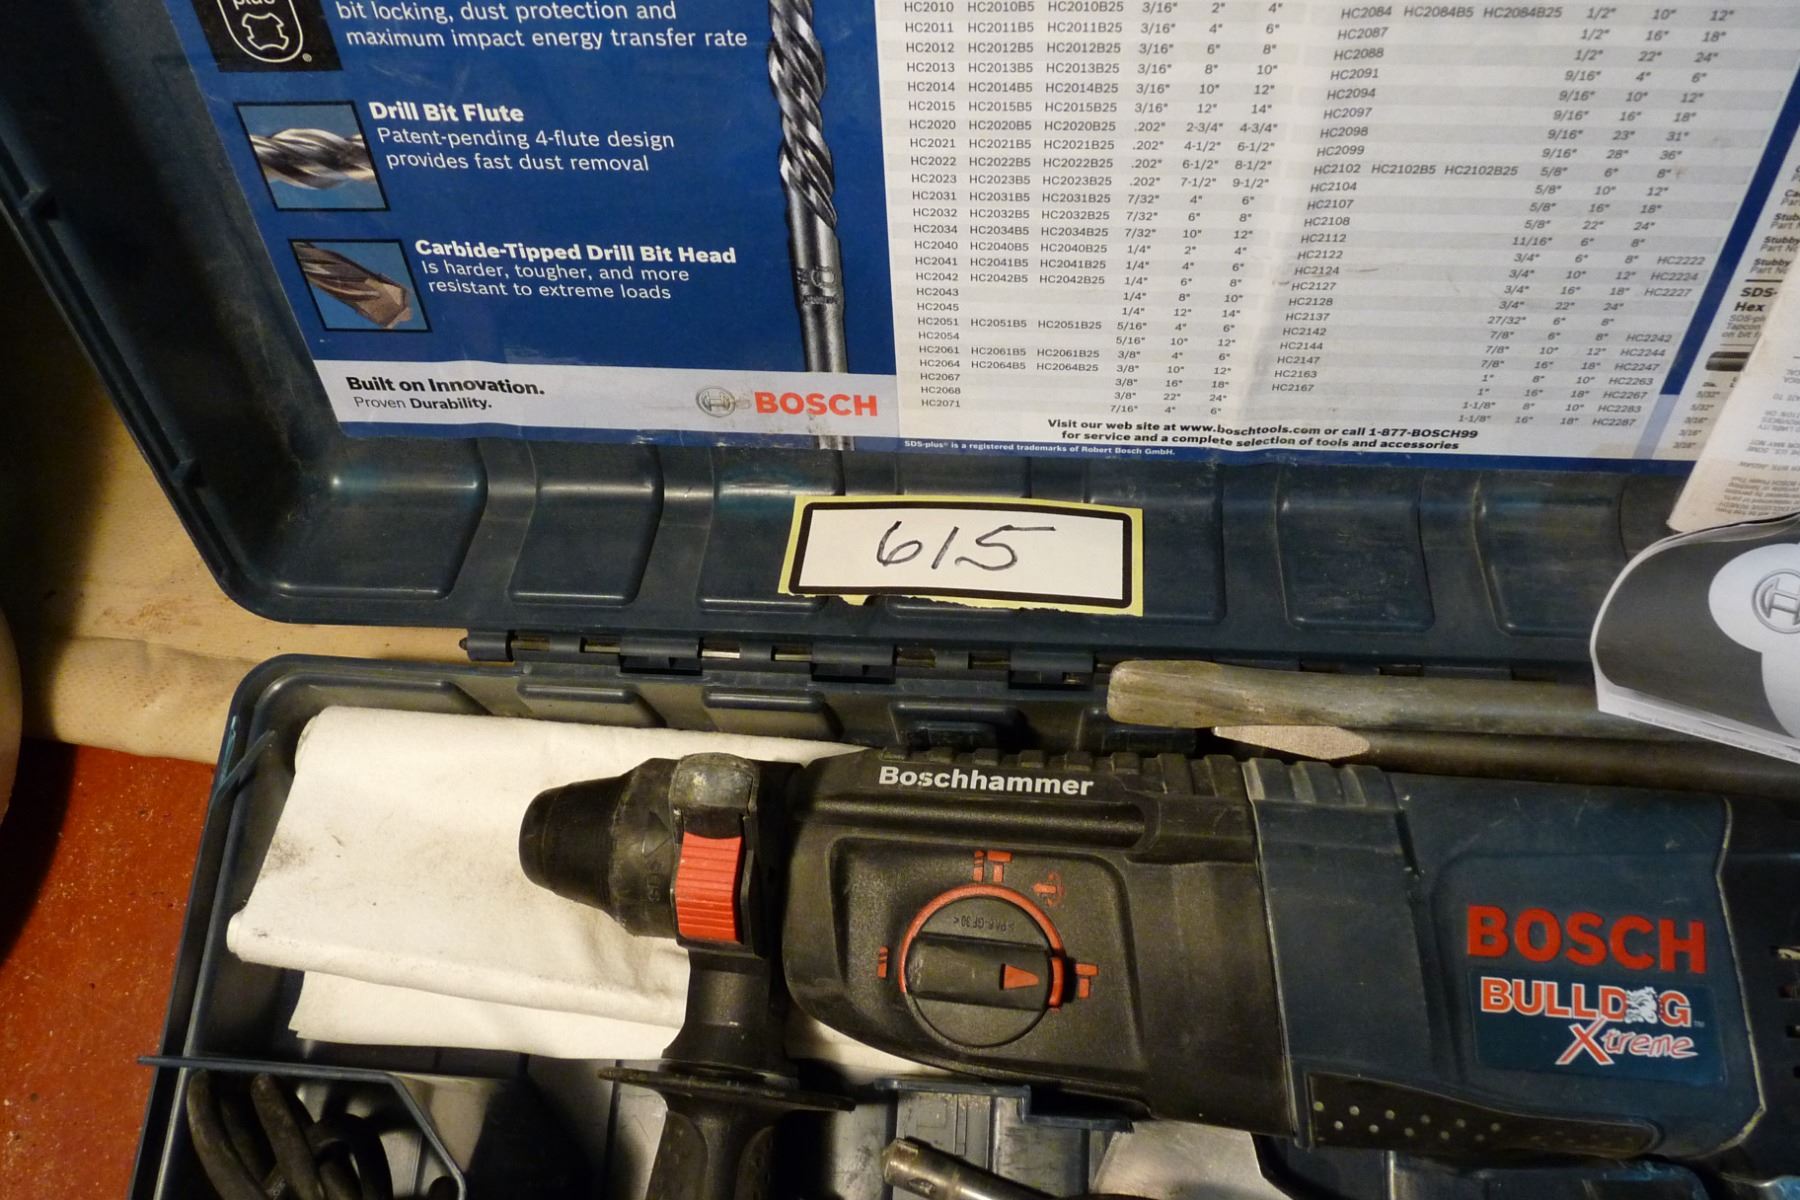 bit locking, dust protection and
maximum impact energy transfer rate
Drill Bit Flute
Patent-pending 4-flute design
provides fast dust removal
Carbide-Tipped Drill Bit Head
Is harder, tougher, and more
resistant to extreme loads
Built on Innovation.
Proven Durability.
BOSCH
HC2010 HC2010B5 HC2010B25 3/16" 2" 4"
HC2011 HC2011B5 HC2011B25 3/16" 4" 6"
HC2012 HC2012B5 HC2012B25 3/16" 6" 8"
HC2013 HC2013B5 HC2013B25 3/16" 8" 10"
HC2014 HC2014B5 HC2014B25 3/16" 10" 12"
HC2015 HC2015B5 HC2015B25 3/16" 12" 14"
HC2020 HC2020B5 HC2020B25 .202" 2-3/4" 4-3/4"
HC2021 HC2021B5 HC2021B25 .202" 4-1/2" 6-1/2"
HC2022 HC2022B5 HC2022B25 .202" 6-1/2" 8-1/2"
HC2023 HC2023B5 HC2023B25 .202" 7-1/2" 9-1/2"
HC2031 HC2031B5 HC2031B25 7/32" 4" 6"
HC2032 HC2032B5 HC2032B25 7/32" 6" 8"
HC2034 HC2034B5 HC2034B25 7/32" 10" 12"
HC2040 HC2040B5 HC2040B25 1/4" 2" 4"
HC2041 HC2041B5 HC2041B25 1/4" 4" 6"
HC2042 HC2042B5 HC2042B25 1/4" 6" 8"
HC2043 1/4" 8" 10"
HC2045 1/4" 12" 14"
HC2051 HC2051B5 HC2051B25 5/16" 4" 6"
HC2054 5/16" 10" 12"
HC2061 HC2061B5 HC2061B25 3/8" 4" 6"
HC2064 HC2064B5 HC2064B25 3/8" 10" 12"
HC2067 3/8" 16" 18"
HC2068 3/8" 22" 24"
HC2071 7/16" 4" 6"
HC2084 HC2084B5 HC2084B25 1/2" 10" 12"
HC2087 1/2" 16" 18"
HC2088 1/2" 22" 24"
HC2091 9/16" 4" 6"
HC2094 9/16" 10" 12"
HC2097 9/16" 16" 18"
HC2098 9/16" 23" 31"
HC2099 9/16" 28" 36"
HC2102 HC2102B5 HC2102B25 5/8" 6" 8"
HC2104 5/8" 10" 12"
HC2107 5/8" 16" 18"
HC2108 5/8" 22" 24"
HC2112 11/16" 6" 8"
HC2122 3/4" 6" 8" HC2222
HC2124 3/4" 10" 12" HC2224
HC2127 3/4" 16" 18" HC2227
HC2128 3/4" 22" 24"
HC2137 27/32" 6" 8"
HC2142 7/8" 6" 8" HC2242
HC2144 7/8" 10" 12" HC2244
HC2147 7/8" 16" 18" HC2247
HC2163 1" 8" 10" HC2263
HC2167 1" 16" 18" HC2267
1-1/8" 8" 10" HC2283
1-1/8" 16" 18" HC2287
Visit our web site at www.boschtools.com or call 1-877-BOSCH99
for service and a complete selection of tools and accessories
SDS-plus® is a registered trademarks of Robert Bosch GmbH.
SDS-
Hex
615
Boschhammer
>PA6-GF30<
BOSCH
BULLDOG™
Xtreme